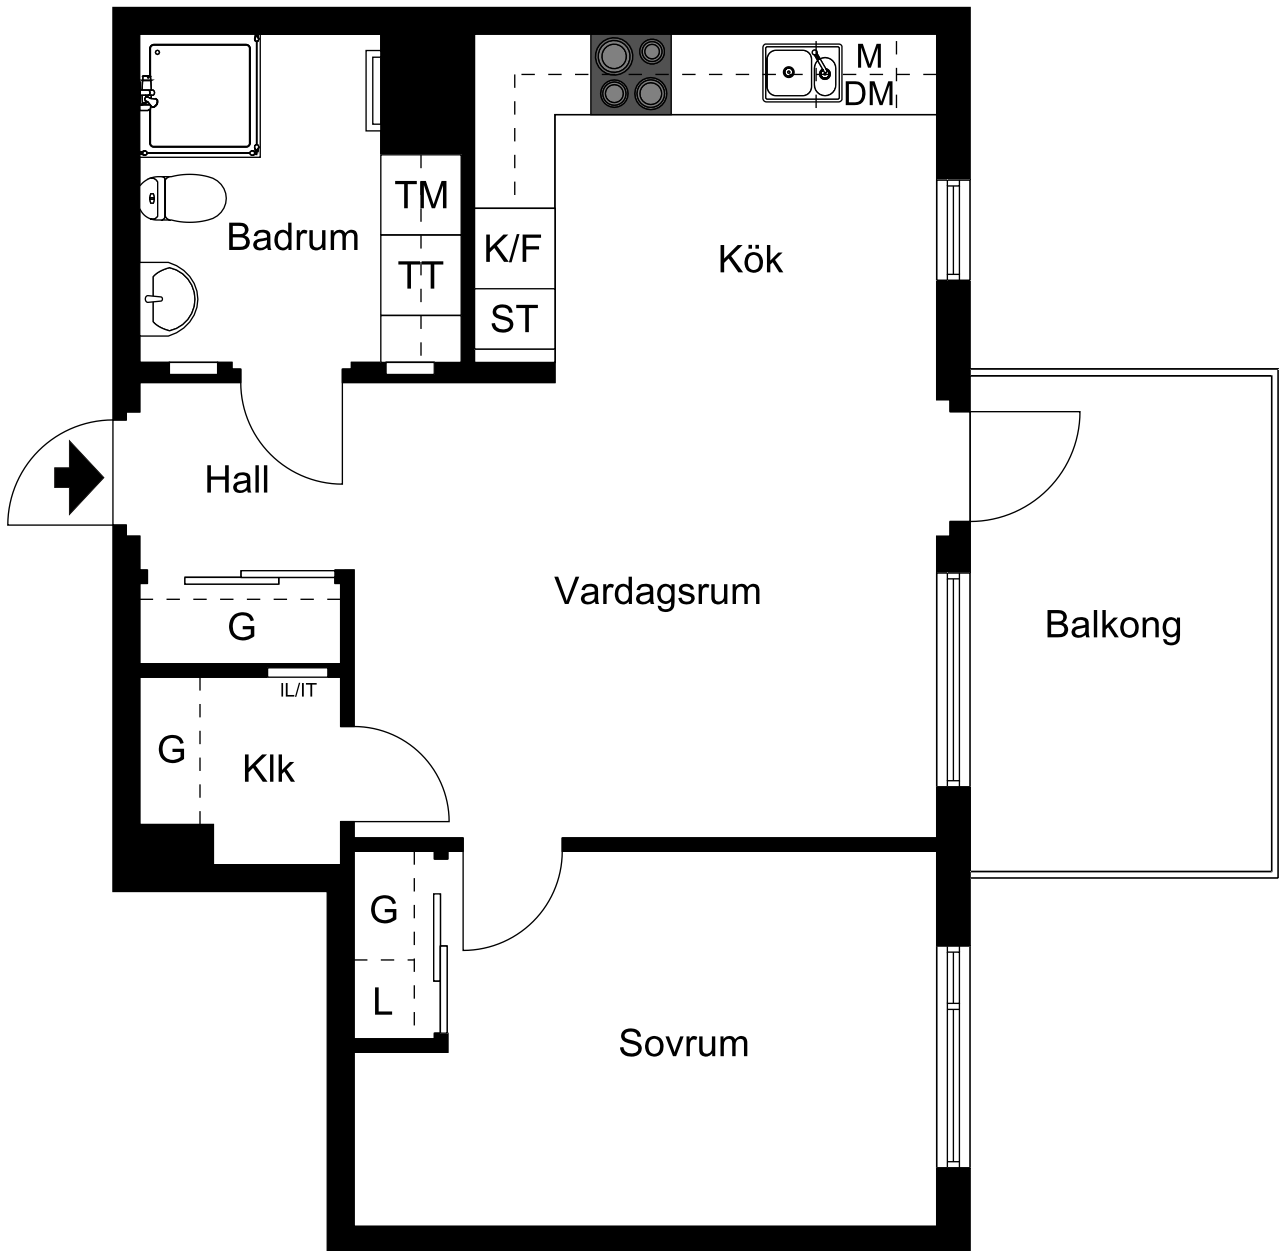 M
DM
TM
Badrum
K/F
Kök
TT
ST
Hall
Vardagsrum
G
Balkong
IL/IT
G
Klk
G
L
Sovrum